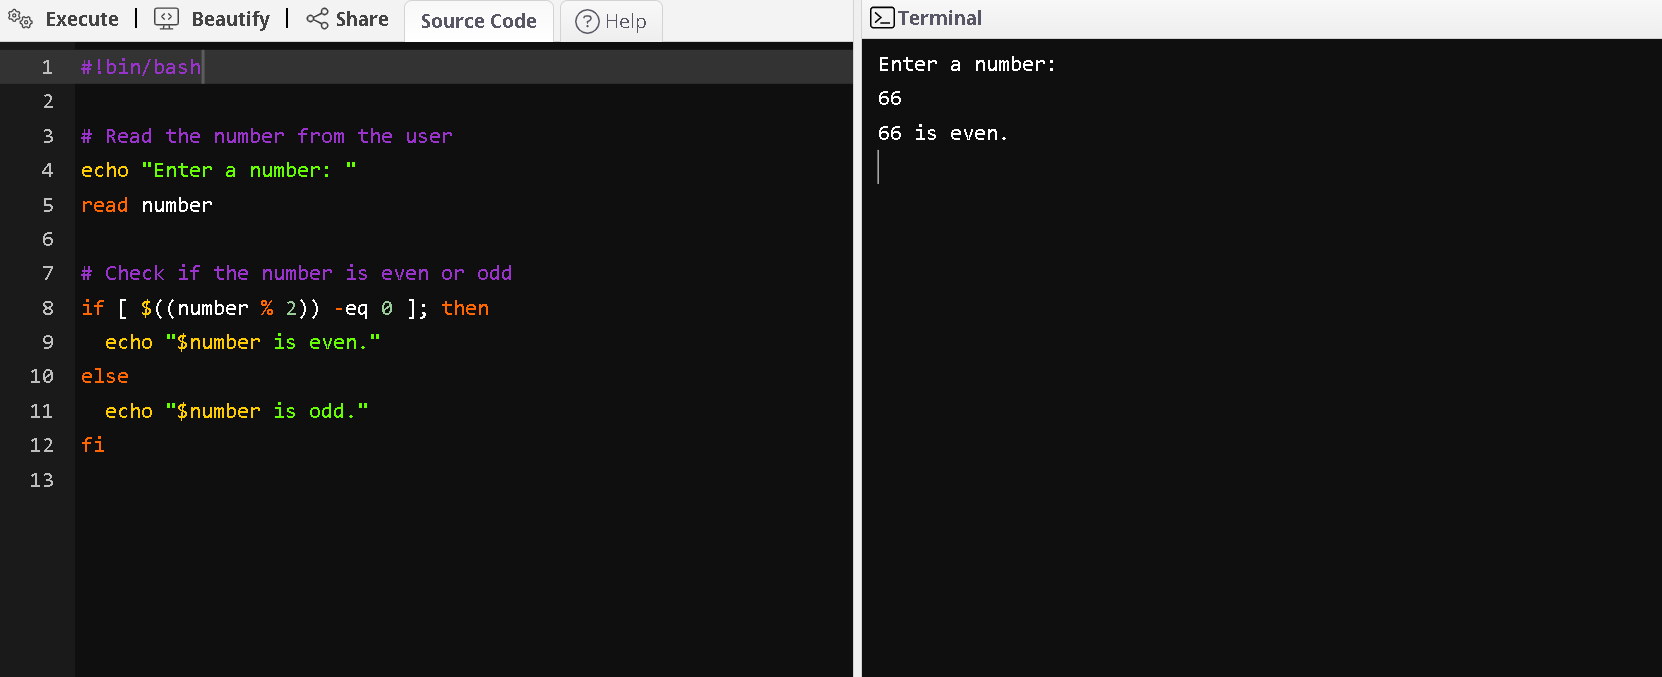 Execute | Beautify | Share Source Code ? Help
1 #!bin/bash
2
3 # Read the number from the user
4 echo "Enter a number: "
5 read number
6
7 # Check if the number is even or odd
8 if [ $((number % 2)) -eq 0 ]; then
9   echo "$number is even."
10 else
11   echo "$number is odd."
12 fi
13
Terminal
Enter a number:
66
66 is even.